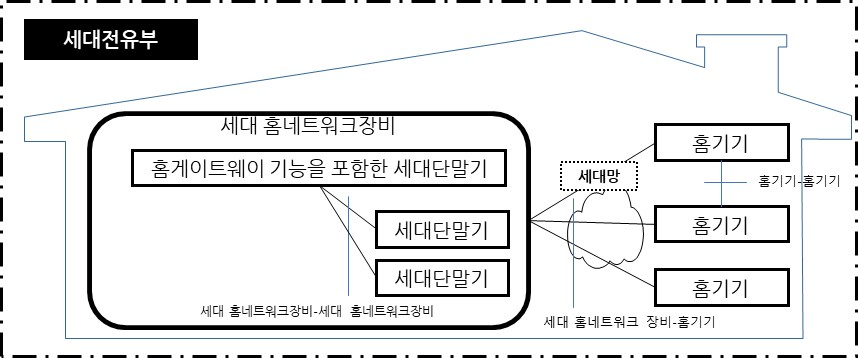 세대전유부
세대 홈네트워크장비
홈게이트웨이 기능을 포함한 세대단말기
세대단말기
세대단말기
세대 홈네트워크장비-세대 홈네트워크장비
세대망
홈기기
홈기기-홈기기
홈기기
홈기기
세대 홈네트워크 장비-홈기기